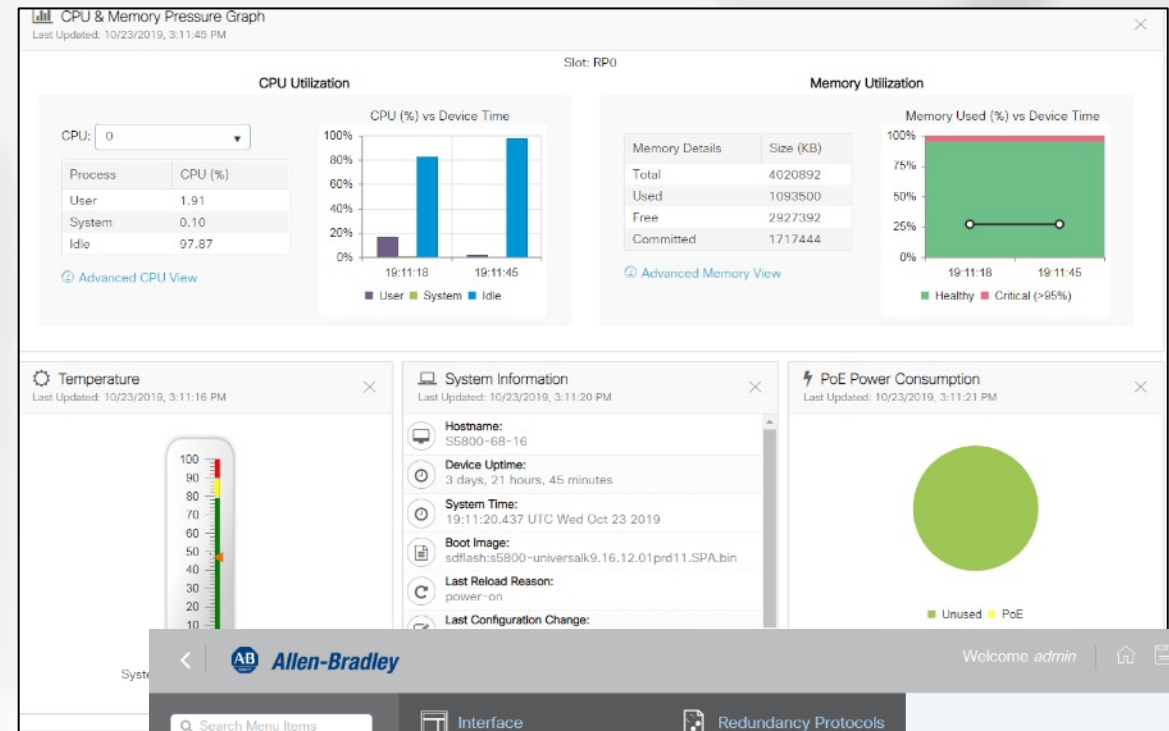 CPU & Memory Pressure Graph
Last Updated: 10/23/2019, 3:11:45 PM
Slot: RP0
CPU Utilization
CPU: 0
Process CPU (%)
User 1.91
System 0.10
Idle 97.87
Advanced CPU View
CPU (%) vs Device Time
100%
80%
60%
40%
20%
0%
19:11:18 19:11:45
User System Idle
Memory Utilization
Memory Details Size (KB)
Total 4020892
Used 1093500
Free 2927392
Committed 1717444
Advanced Memory View
Memory Used (%) vs Device Time
100%
75%
50%
25%
0%
19:11:18 19:11:45
Healthy Critical (>95%)
Temperature
Last Updated: 10/23/2019, 3:11:16 PM
100
90
80
70
60
50
40
30
20
10
Syste
System Information
Last Updated: 10/23/2019, 3:11:20 PM
Hostname:
S5800-68-16
Device Uptime:
3 days, 21 hours, 45 minutes
System Time:
19:11:20.437 UTC Wed Oct 23 2019
Boot Image:
sdflash:s5800-universalk9.16.12.01prd11.SPA.bin
Last Reload Reason:
power-on
Last Configuration Change:
PoE Power Consumption
Last Updated: 10/23/2019, 3:11:21 PM
Unused PoE
AB Allen-Bradley
Welcome admin
Search Menu Items
Interface
Redundancy Protocols